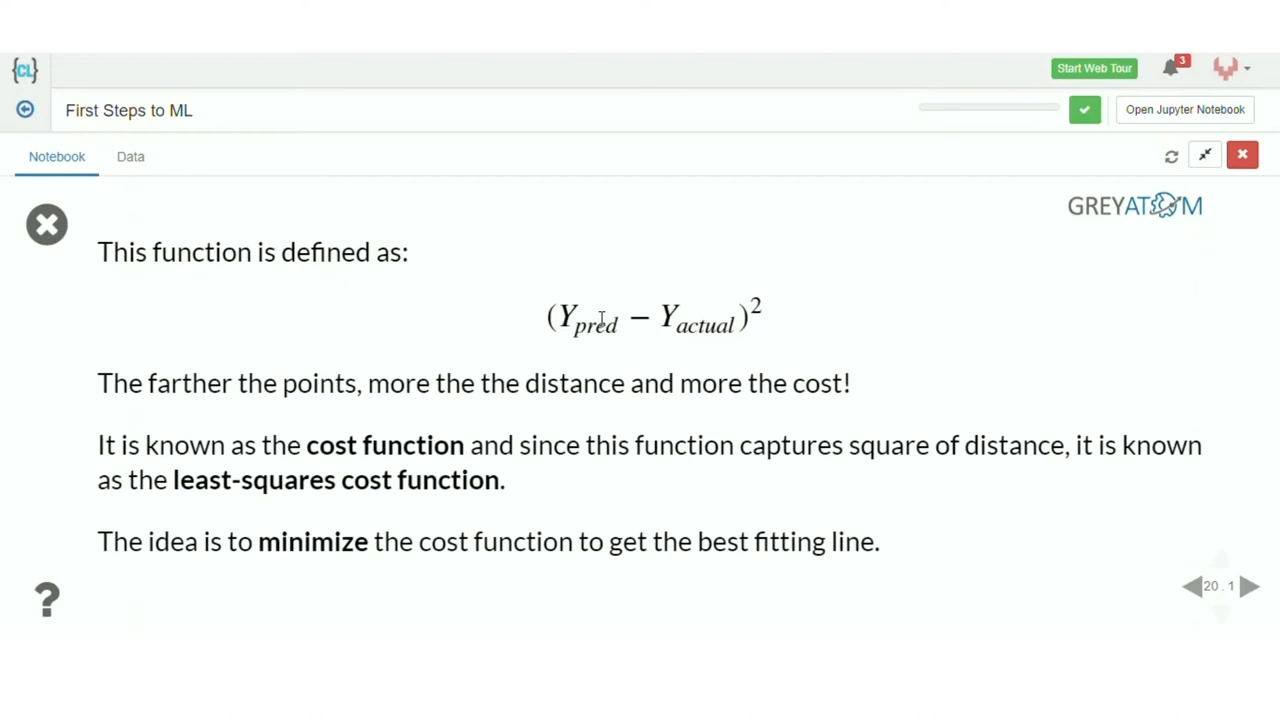 {CL}
Start Web Tour
3
First Steps to ML
Open Jupyter Notebook
Notebook
Data
GREYATOM
This function is defined as:
(Y_pred − Y_actual)²
The farther the points, more the the distance and more the cost!
It is known as the cost function and since this function captures square of distance, it is known
as the least-squares cost function.
The idea is to minimize the cost function to get the best fitting line.
20 . 1
?